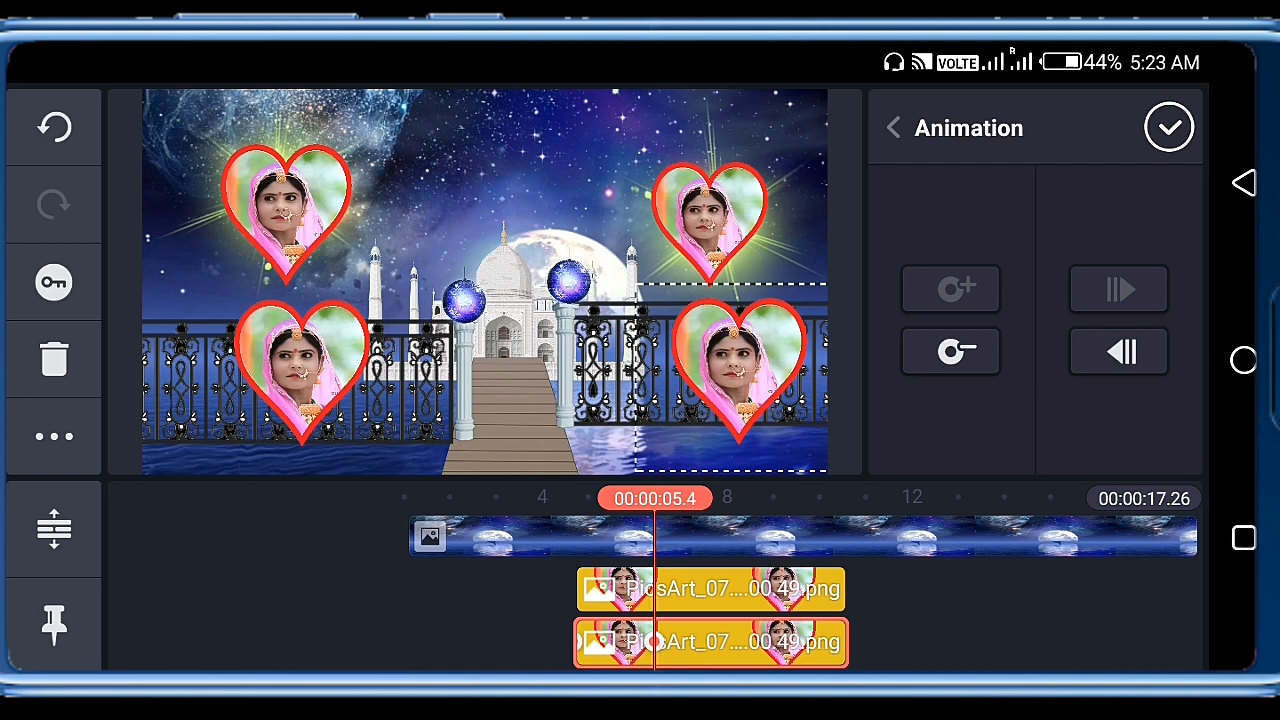 VOLTE R 44% 5:23 AM
Animation
4 00:00:05.4 8 12 00:00:17.26
PicsArt_07....00.49.png
PicsArt_07....00.49.png